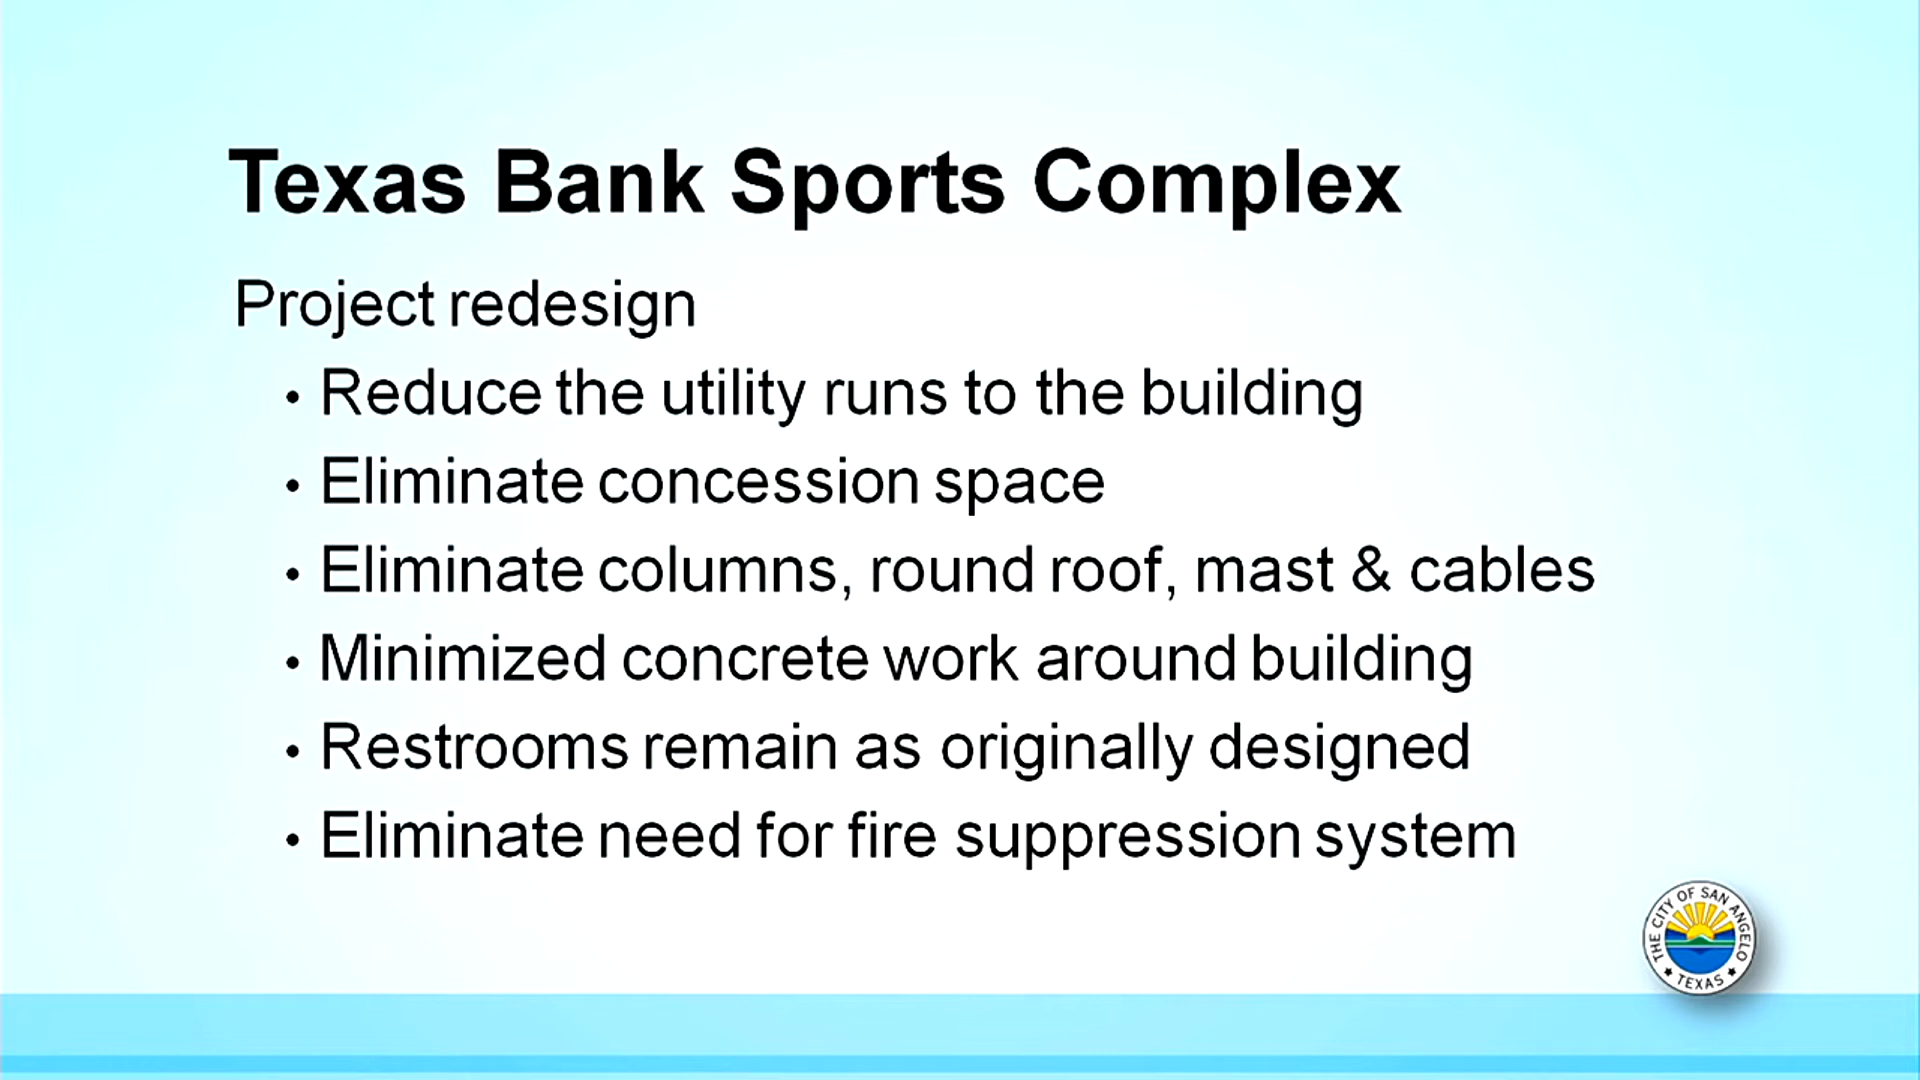 Texas Bank Sports Complex
Project redesign
• Reduce the utility runs to the building
• Eliminate concession space
• Eliminate columns, round roof, mast & cables
• Minimized concrete work around building
• Restrooms remain as originally designed
• Eliminate need for fire suppression system
THE CITY OF SAN ANGELO
TEXAS